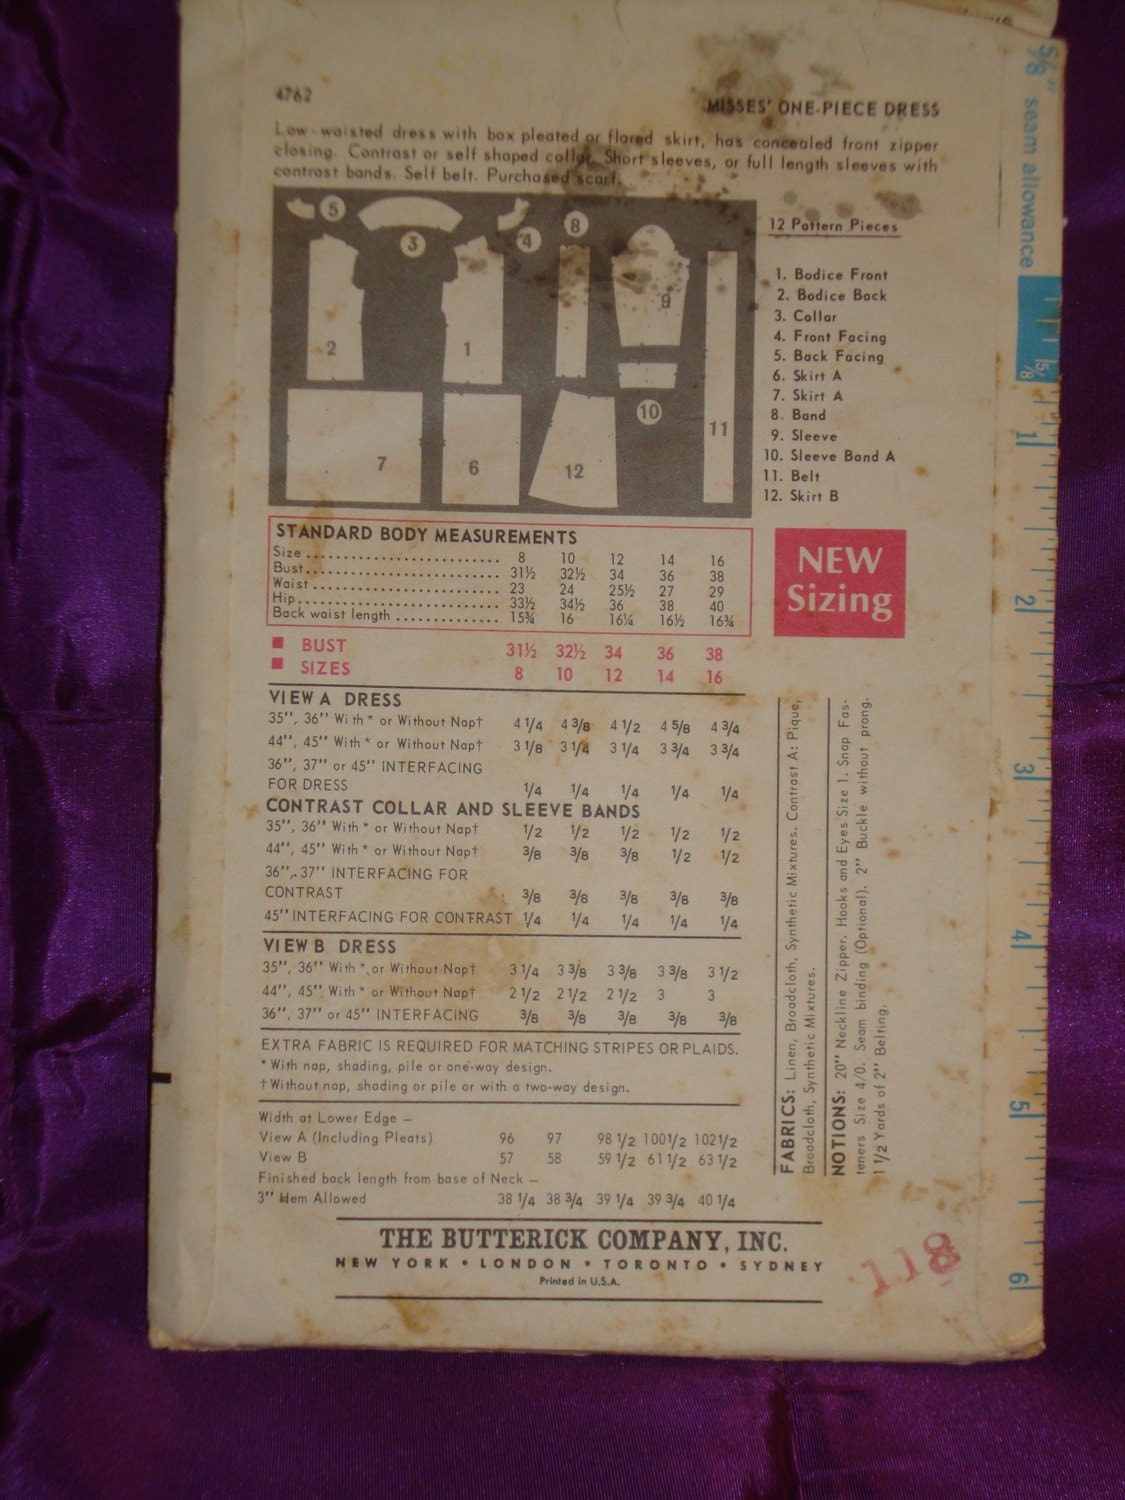 4762
MISSES' ONE-PIECE DRESS
Low-waisted dress with box pleated or flared skirt, has concealed front zipper
closing. Contrast or self shaped collar. Short sleeves, or full length sleeves with
contrast bands. Self belt. Purchased scarf.
5
3
4
8
2
1
9
10
11
7
6
12
12 Pattern Pieces
1. Bodice Front
2. Bodice Back
3. Collar
4. Front Facing
5. Back Facing
6. Skirt A
7. Skirt A
8. Band
9. Sleeve
10. Sleeve Band A
11. Belt
12. Skirt B
STANDARD BODY MEASUREMENTS
Size 8 10 12 14 16
Bust 31½ 32½ 34 36 38
Waist 23 24 25½ 27 29
Hip 33½ 34½ 36 38 40
Back waist length 15¾ 16 16¼ 16½ 16¾
NEW
Sizing
BUST 31½ 32½ 34 36 38
SIZES 8 10 12 14 16
VIEW A DRESS
35", 36" With* or Without Nap† 4 1/4 4 3/8 4 1/2 4 5/8 4 3/4
44", 45" With* or Without Nap† 3 1/8 3 1/4 3 1/4 3 3/4 3 3/4
36", 37" or 45" INTERFACING
FOR DRESS 1/4 1/4 1/4 1/4 1/4
CONTRAST COLLAR AND SLEEVE BANDS
35", 36" With* or Without Nap† 1/2 1/2 1/2 1/2 1/2
44", 45" With* or Without Nap† 3/8 3/8 3/8 1/2 1/2
36", 37" INTERFACING FOR
CONTRAST 3/8 3/8 3/8 3/8 3/8
45" INTERFACING FOR CONTRAST 1/4 1/4 1/4 1/4 1/4
VIEW B DRESS
35", 36" With* or Without Nap† 3 1/4 3 3/8 3 3/8 3 3/8 3 1/2
44", 45" With* or Without Nap† 2 1/2 2 1/2 2 1/2 3 3
36", 37" or 45" INTERFACING 3/8 3/8 3/8 3/8 3/8
EXTRA FABRIC IS REQUIRED FOR MATCHING STRIPES OR PLAIDS.
* With nap, shading, pile or one-way design.
† Without nap, shading or pile or with a two-way design.
Width at Lower Edge –
View A (Including Pleats) 96 97 98 1/2 100 1/2 102 1/2
View B 57 58 59 1/2 61 1/2 63 1/2
Finished back length from base of Neck –
3" Hem Allowed 38 1/4 38 3/4 39 1/4 39 3/4 40 1/4
FABRICS: Linen, Broadcloth, Synthetic Mixtures. Contrast A: Pique,
Broadcloth, Synthetic Mixtures.
NOTIONS: 20" Neckline Zipper. Hooks and Eyes Size 1. Snap Fas-
teners Size 4/0. Seam binding (Optional). 2" Buckle without prong.
1 1/2 Yards of 2" Belting.
THE BUTTERICK COMPANY, INC.
NEW YORK • LONDON • TORONTO • SYDNEY
Printed in U.S.A.
118
5/8" seam allowance
5/8
1
2
3
4
5
6